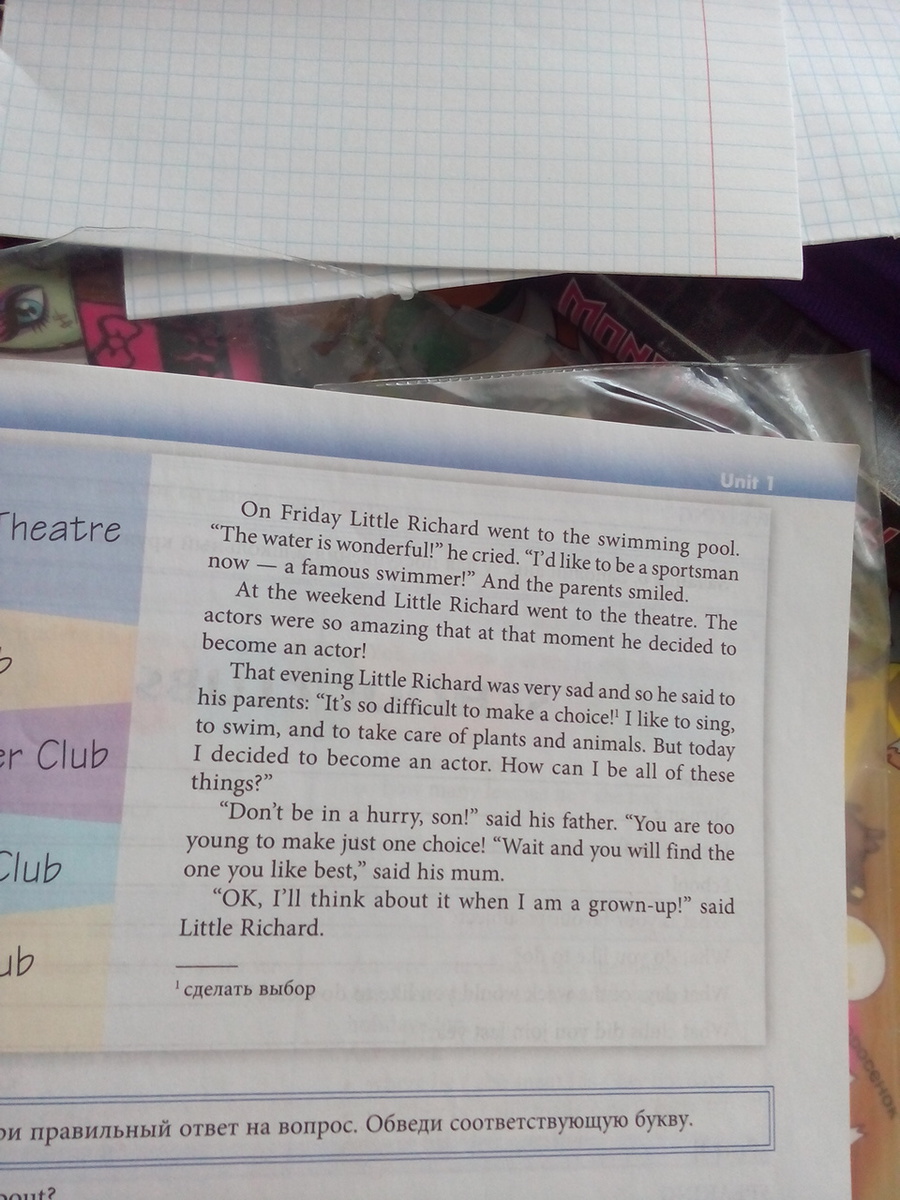 MON
Unit 1
Theatre
On Friday Little Richard went to the swimming pool.
“The water is wonderful!” he cried. “I’d like to be a sportsman
now — a famous swimmer!” And the parents smiled.
At the weekend Little Richard went to the theatre. The
actors were so amazing that at that moment he decided to
become an actor!
That evening Little Richard was very sad and so he said to
his parents: “It’s so difficult to make a choice!¹ I like to sing,
to swim, and to take care of plants and animals. But today
I decided to become an actor. How can I be all of these
things?”
“Don’t be in a hurry, son!” said his father. “You are too
young to make just one choice! “Wait and you will find the
one you like best,” said his mum.
“OK, I’ll think about it when I am a grown-up!” said
Little Richard.
¹ сделать выбор
b
er Club
Club
ub
ри правильный ответ на вопрос. Обведи соответствующую букву.
bout?